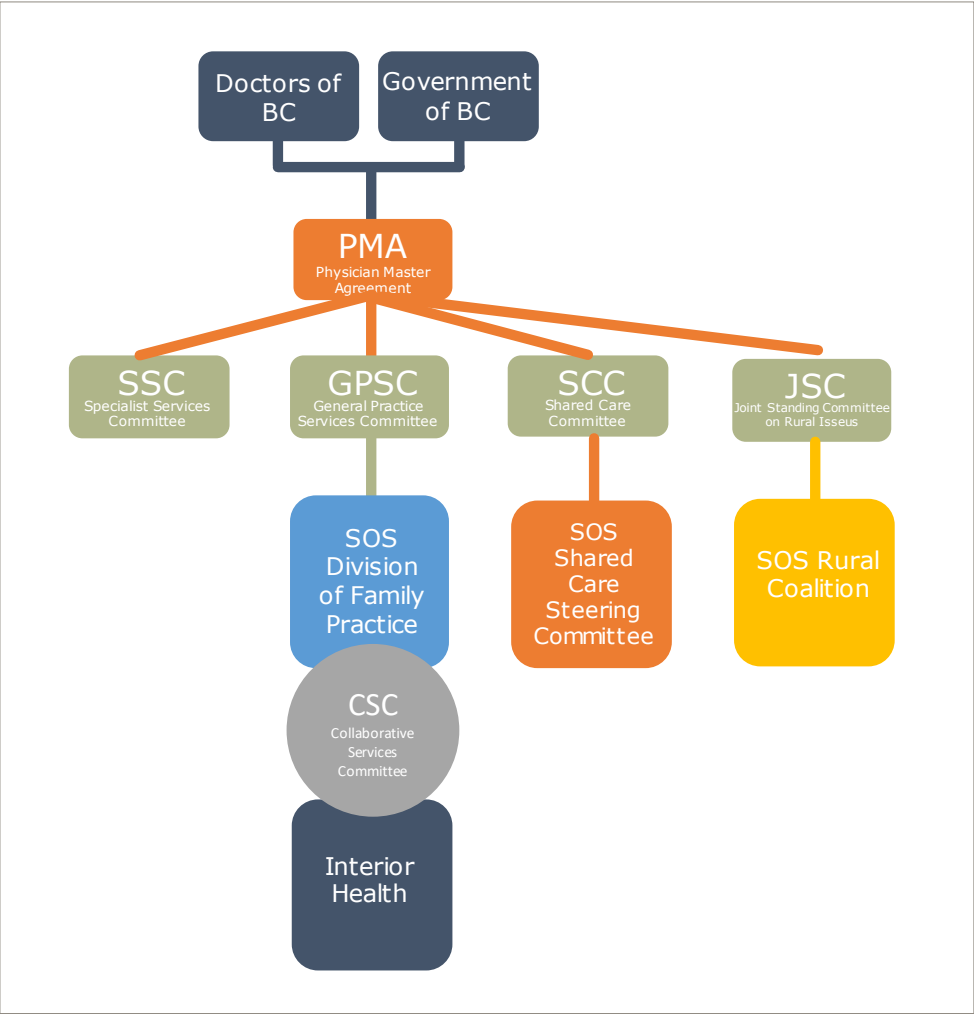 Doctors of
BC
Government
of BC
PMA
Physician Master
Agreement
SSC
Specialist Services
Committee
GPSC
General Practice
Services Committee
SCC
Shared Care
Committee
JSC
Joint Standing Committee
on Rural Isseus
SOS
Division
of Family
Practice
SOS
Shared
Care
Steering
Committee
SOS Rural
Coalition
CSC
Collaborative
Services
Committee
Interior
Health